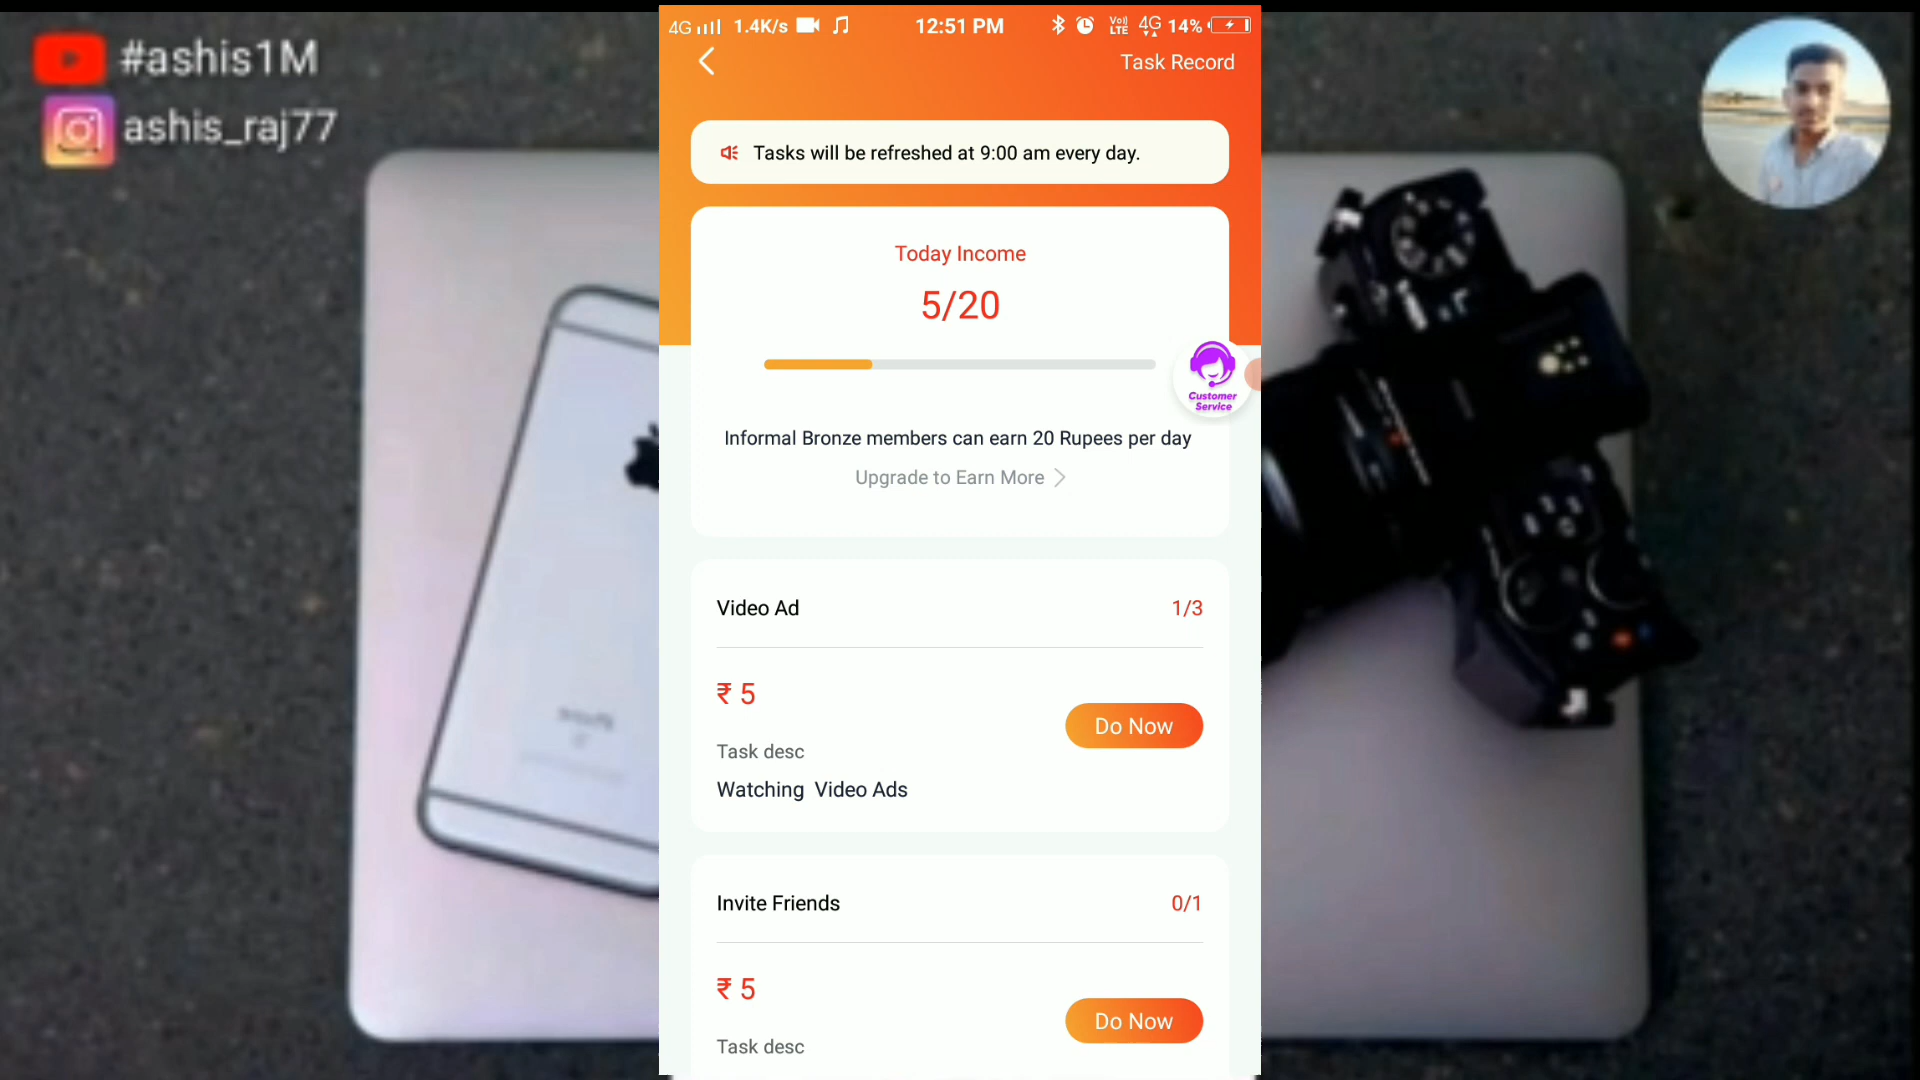 #ashis1M
ashis_raj77
4G 1.4K/s 12:51 PM 4G 14%
Task Record
Tasks will be refreshed at 9:00 am every day.
Today Income
5/20
Customer
Service
Informal Bronze members can earn 20 Rupees per day
Upgrade to Earn More
Video Ad 1/3
₹ 5
Do Now
Task desc
Watching Video Ads
Invite Friends 0/1
₹ 5
Do Now
Task desc